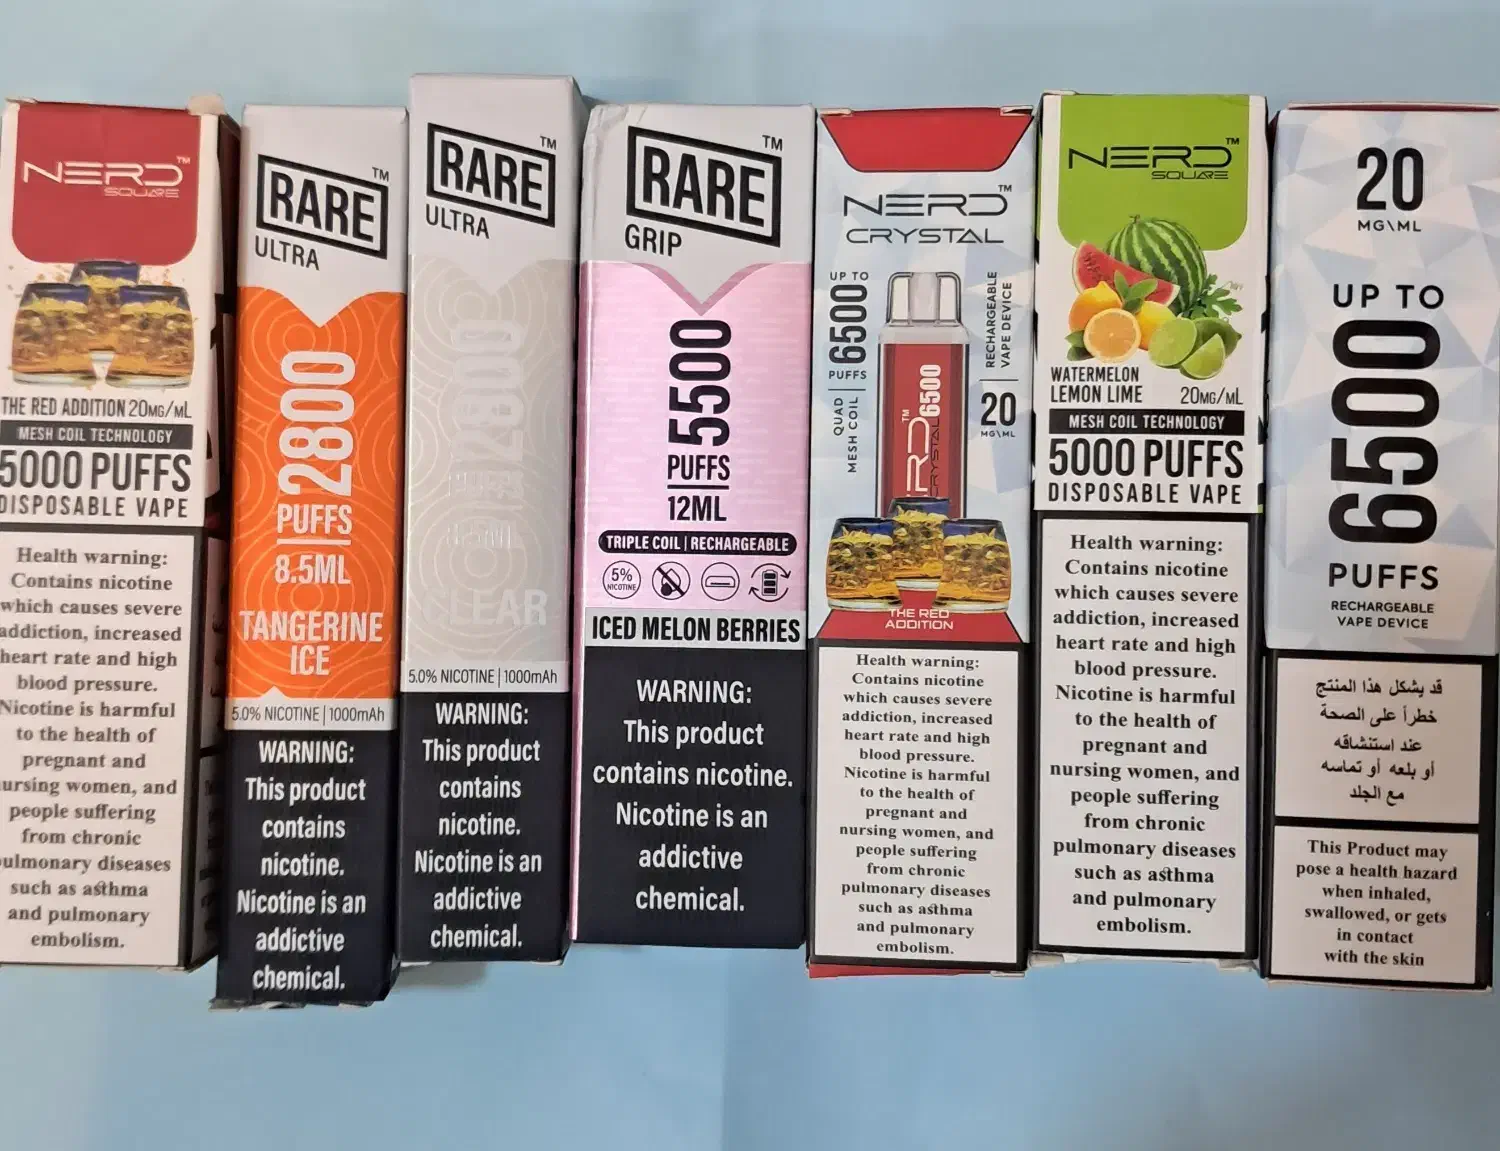 NERD™
SQUARE
THE RED ADDITION 20MG/ML
MESH COIL TECHNOLOGY
5000 PUFFS
DISPOSABLE VAPE
Health warning:
Contains nicotine
which causes severe
addiction, increased
heart rate and high
blood pressure.
Nicotine is harmful
to the health of
pregnant and
nursing women, and
people suffering
from chronic
pulmonary diseases
such as asthma
and pulmonary
embolism.
RARE™
ULTRA
2800
PUFFS
8.5ML
TANGERINE
ICE
5.0% NICOTINE | 1000mAh
WARNING:
This product
contains
nicotine.
Nicotine is an
addictive
chemical.
RARE™
ULTRA
2800
PUFFS
8.5ML
CLEAR
5.0% NICOTINE | 1000mAh
WARNING:
This product
contains
nicotine.
Nicotine is an
addictive
chemical.
RARE™
GRIP
5500
PUFFS
12ML
TRIPLE COIL | RECHARGEABLE
5%
NICOTINE
ICED MELON BERRIES
WARNING:
This product
contains nicotine.
Nicotine is an
addictive
chemical.
NERD™
CRYSTAL
UP TO
6500
PUFFS
QUAD
MESH COIL
RECHARGEABLE
VAPE DEVICE
20
MG\ML
CRYSTAL 6500
THE RED
ADDITION
Health warning:
Contains nicotine
which causes severe
addiction, increased
heart rate and high
blood pressure.
Nicotine is harmful
to the health of
pregnant and
nursing women, and
people suffering
from chronic
pulmonary diseases
such as asthma
and pulmonary
embolism.
NERD™
SQUARE
WATERMELON
LEMON LIME 20MG/ML
MESH COIL TECHNOLOGY
5000 PUFFS
DISPOSABLE VAPE
Health warning:
Contains nicotine
which causes severe
addiction, increased
heart rate and high
blood pressure.
Nicotine is harmful
to the health of
pregnant and
nursing women, and
people suffering
from chronic
pulmonary diseases
such as asthma
and pulmonary
embolism.
20
MG\ML
UP TO
6500
PUFFS
RECHARGEABLE
VAPE DEVICE
قد يشكل هذا المنتج
خطرأ على الصحة
عند استنشاقه
أو بلعه أو تماسه
مع الجلد
This Product may
pose a health hazard
when inhaled,
swallowed, or gets
in contact
with the skin